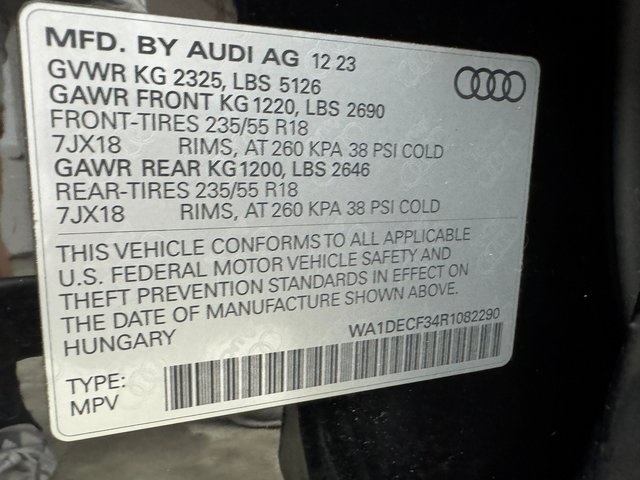 MFD. BY AUDI AG 12 23
GVWR KG 2325, LBS 5126
GAWR FRONT KG 1220, LBS 2690
FRONT-TIRES 235/55 R18
7JX18 RIMS, AT 260 KPA 38 PSI COLD
GAWR REAR KG 1200, LBS 2646
REAR-TIRES 235/55 R18
7JX18 RIMS, AT 260 KPA 38 PSI COLD
THIS VEHICLE CONFORMS TO ALL APPLICABLE
U.S. FEDERAL MOTOR VEHICLE SAFETY AND
THEFT PREVENTION STANDARDS IN EFFECT ON
THE DATE OF MANUFACTURE SHOWN ABOVE.
HUNGARY WA1DECF34R1082290
TYPE:
MPV